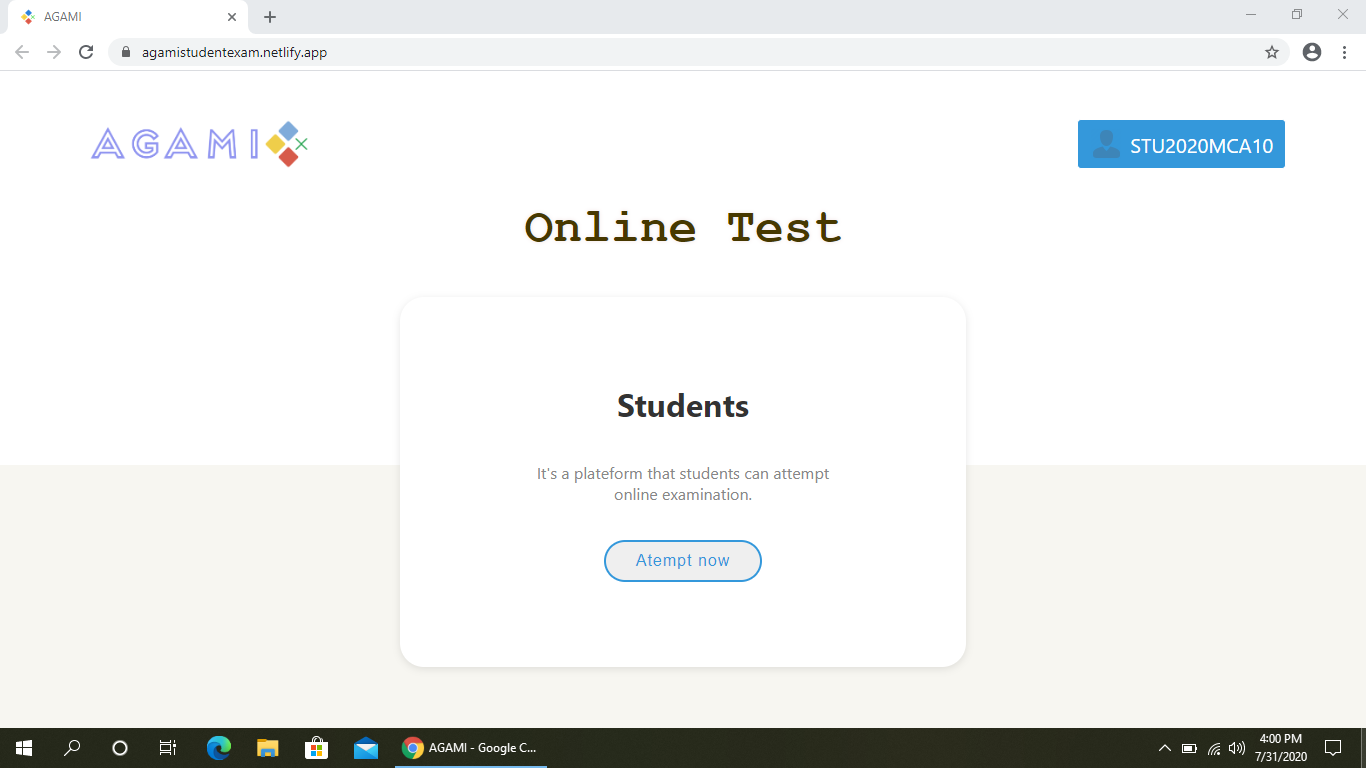 AGAMI
agamistudentexam.netlify.app
AGAMI
STU2020MCA10
Online Test
Students
It's a plateform that students can attempt
online examination.
Atempt now
AGAMI - Google C...
4:00 PM
7/31/2020